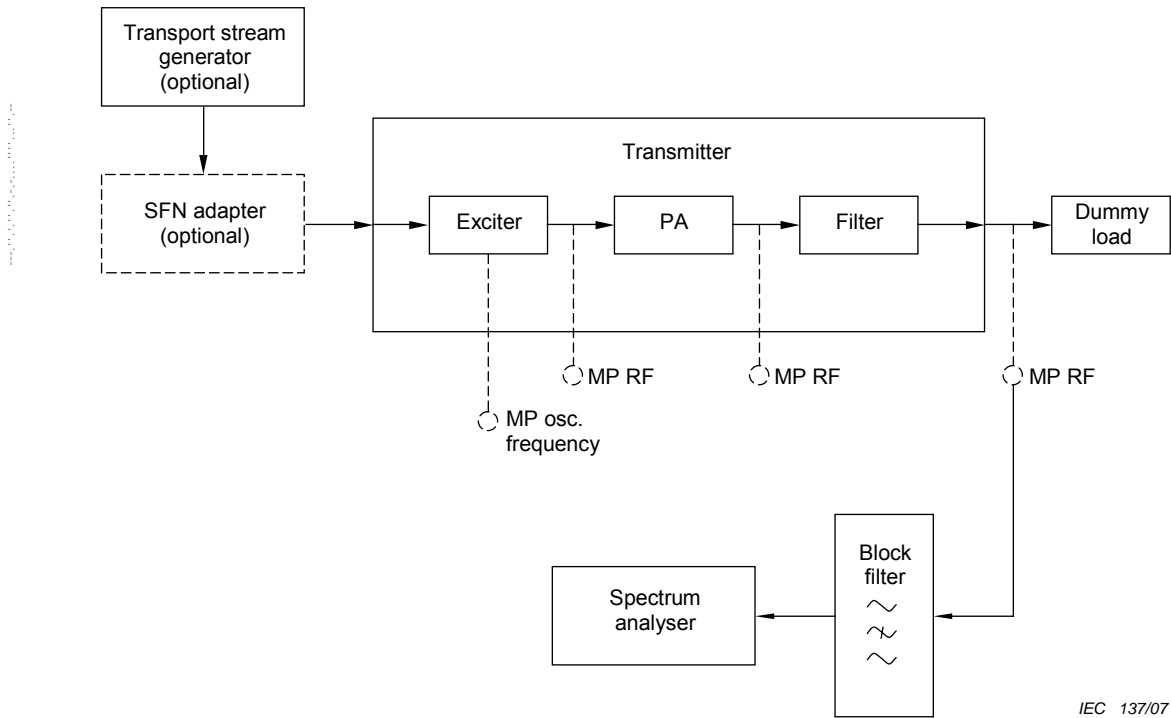 Transport stream
generator
(optional)
SFN adapter
(optional)
Transmitter
Exciter
PA
Filter
Dummy
load
MP RF
MP RF
MP RF
MP osc.
frequency
Block
filter
Spectrum
analyser
IEC 137/07